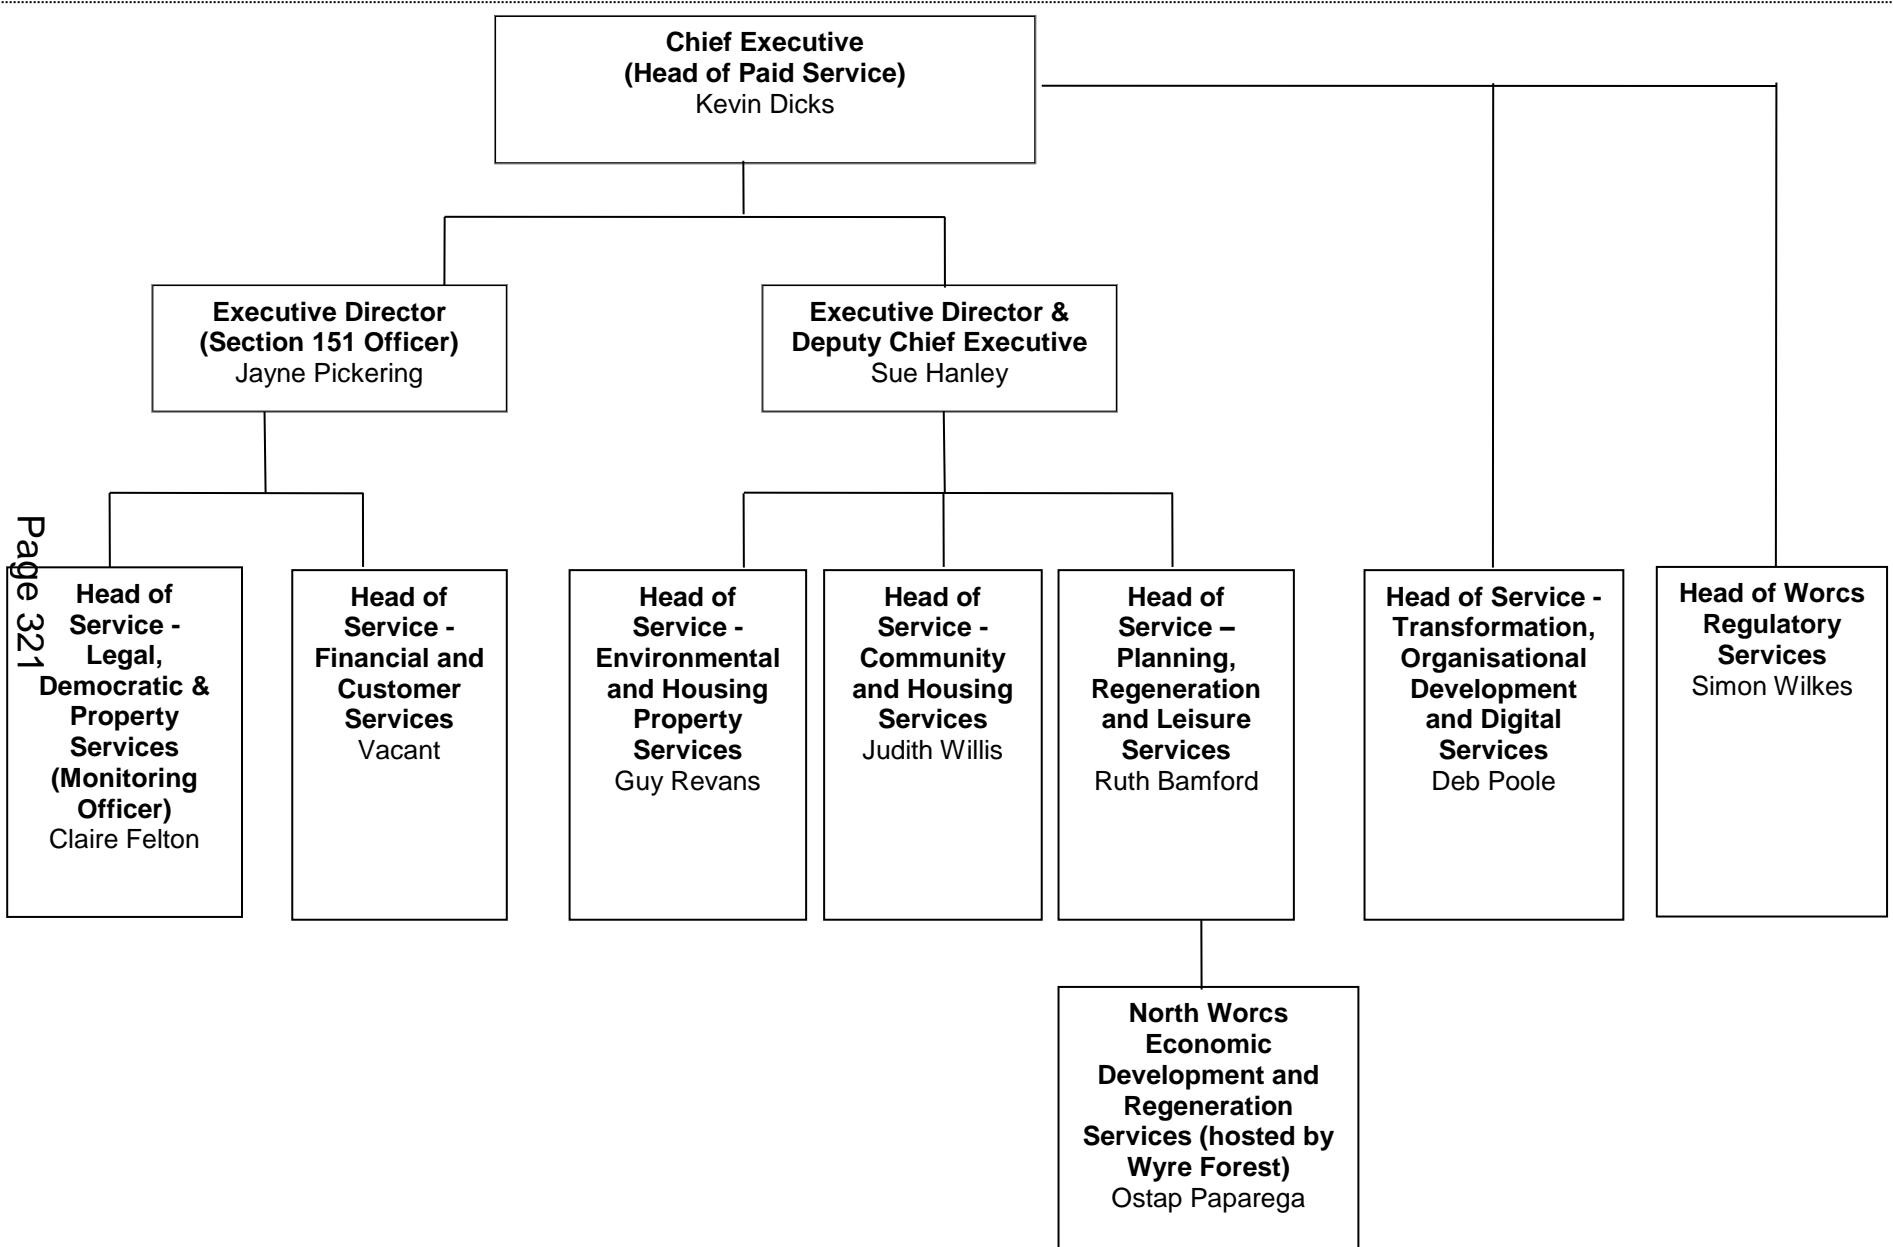 Chief Executive
(Head of Paid Service)
Kevin Dicks
Executive Director
(Section 151 Officer)
Jayne Pickering
Executive Director &
Deputy Chief Executive
Sue Hanley
Page 321
Head of
Service -
Legal,
Democratic &
Property
Services
(Monitoring
Officer)
Claire Felton
Head of
Service -
Financial and
Customer
Services
Vacant
Head of
Service -
Environmental
and Housing
Property
Services
Guy Revans
Head of
Service -
Community
and Housing
Services
Judith Willis
Head of
Service –
Planning,
Regeneration
and Leisure
Services
Ruth Bamford
Head of Service -
Transformation,
Organisational
Development
and Digital
Services
Deb Poole
Head of Worcs
Regulatory
Services
Simon Wilkes
North Worcs
Economic
Development and
Regeneration
Services (hosted by
Wyre Forest)
Ostap Paparega